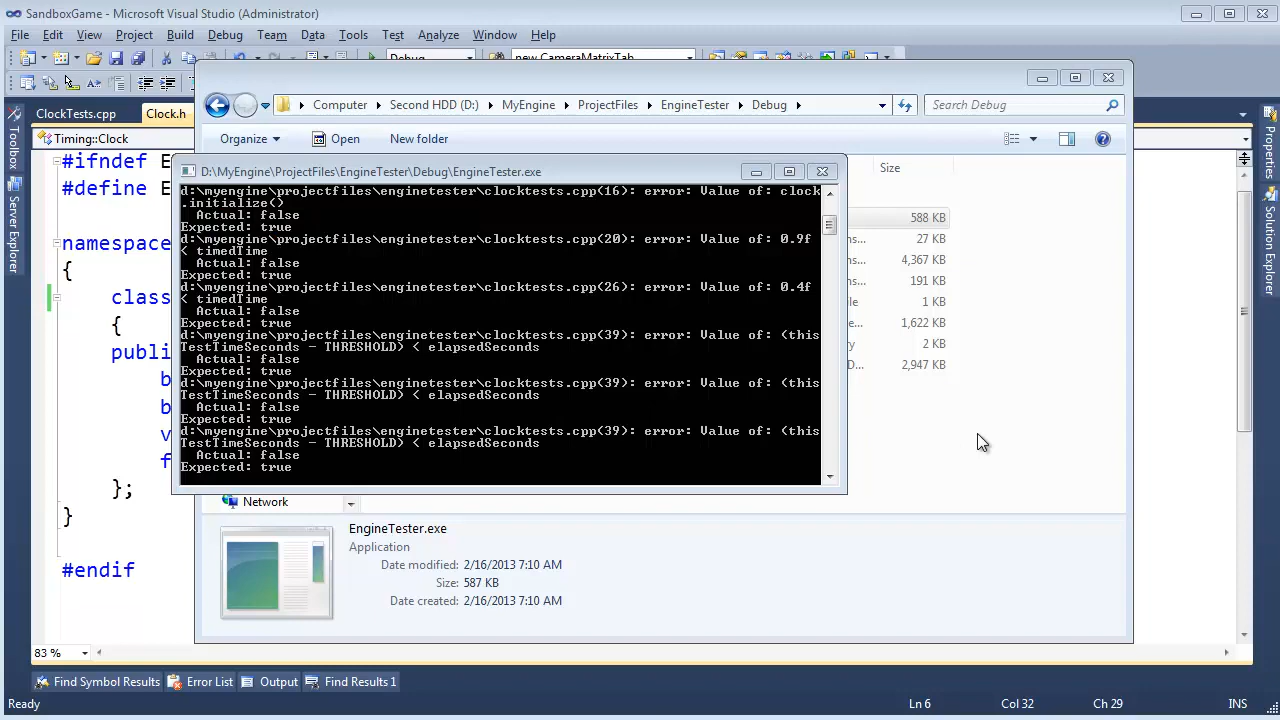 SandboxGame - Microsoft Visual Studio (Administrator)
File Edit View Project Build Debug Team Data Tools Test Analyze Window Help
Debug new CameraMatrixTab
Computer Second HDD (D:) MyEngine ProjectFiles EngineTester Debug Search Debug
ClockTests.cpp Clock.h
Organize Open New folder
Timing::Clock
Toolbox
Server Explorer
Properties
Solution Explorer
#ifndef E
#define E
namespace
{
class
{
publi
b
b
v
f
};
}
#endif
D:\MyEngine\ProjectFiles\EngineTester\Debug\EngineTester.exe
d:\myengine\projectfiles\enginetester\clocktests.cpp(16): error: Value of: clock
.initialize()
Actual: false
Expected: true
d:\myengine\projectfiles\enginetester\clocktests.cpp(20): error: Value of: 0.9f
< timedTime
Actual: false
Expected: true
d:\myengine\projectfiles\enginetester\clocktests.cpp(26): error: Value of: 0.4f
< timedTime
Actual: false
Expected: true
d:\myengine\projectfiles\enginetester\clocktests.cpp(39): error: Value of: (this
TestTimeSeconds - THRESHOLD) < elapsedSeconds
Actual: false
Expected: true
d:\myengine\projectfiles\enginetester\clocktests.cpp(39): error: Value of: (this
TestTimeSeconds - THRESHOLD) < elapsedSeconds
Actual: false
Expected: true
d:\myengine\projectfiles\enginetester\clocktests.cpp(39): error: Value of: (this
TestTimeSeconds - THRESHOLD) < elapsedSeconds
Actual: false
Expected: true
Size
588 KB
ns... 27 KB
ns... 4,367 KB
ns... 191 KB
le 1 KB
e... 1,622 KB
ry 2 KB
2,947 KB
Network
EngineTester.exe
Application
Date modified: 2/16/2013 7:10 AM
Size: 587 KB
Date created: 2/16/2013 7:10 AM
83 %
Find Symbol Results Error List Output Find Results 1
Ready Ln 6 Col 32 Ch 29 INS